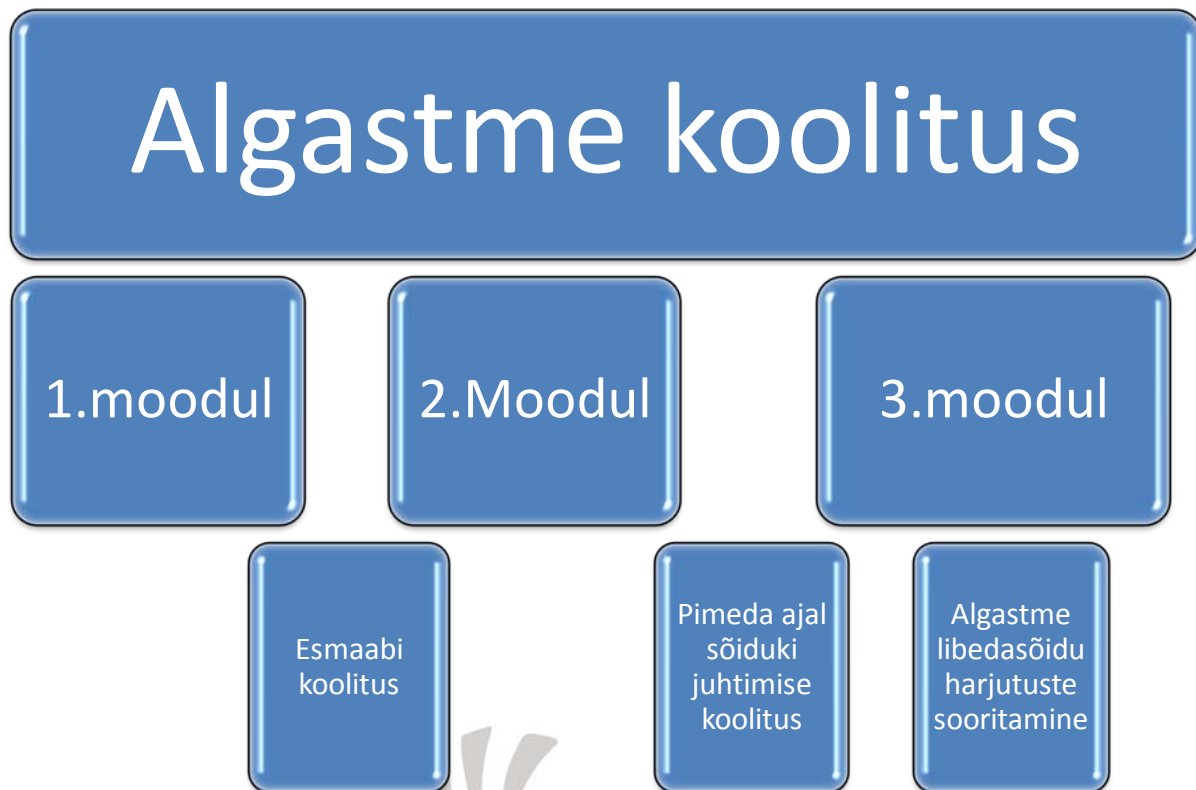 Algastme koolitus
1.moodul
2.Moodul
3.moodul
Esmaabi
koolitus
Pimeda ajal
sõiduki
juhtimise
koolitus
Algastme
libedasõidu
harjutuste
sooritamine